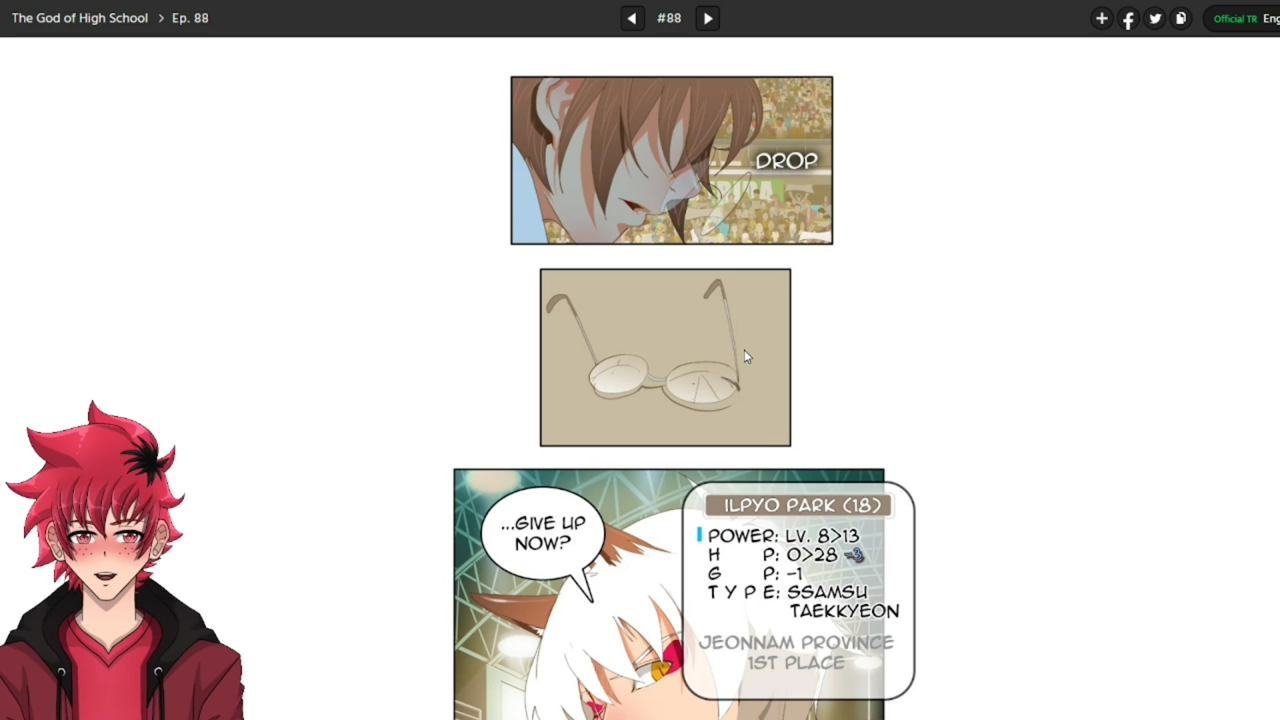 The God of High School > Ep. 88
#88
Official TR Eng
DROP
...GIVE UP
NOW?
ILPYO PARK (18)
POWER: LV. 8>13
H P: 0>28
G P: -1
TYPE: SSAMSU
TAEKKYEON
JEONNAM PROVINCE
1ST PLACE